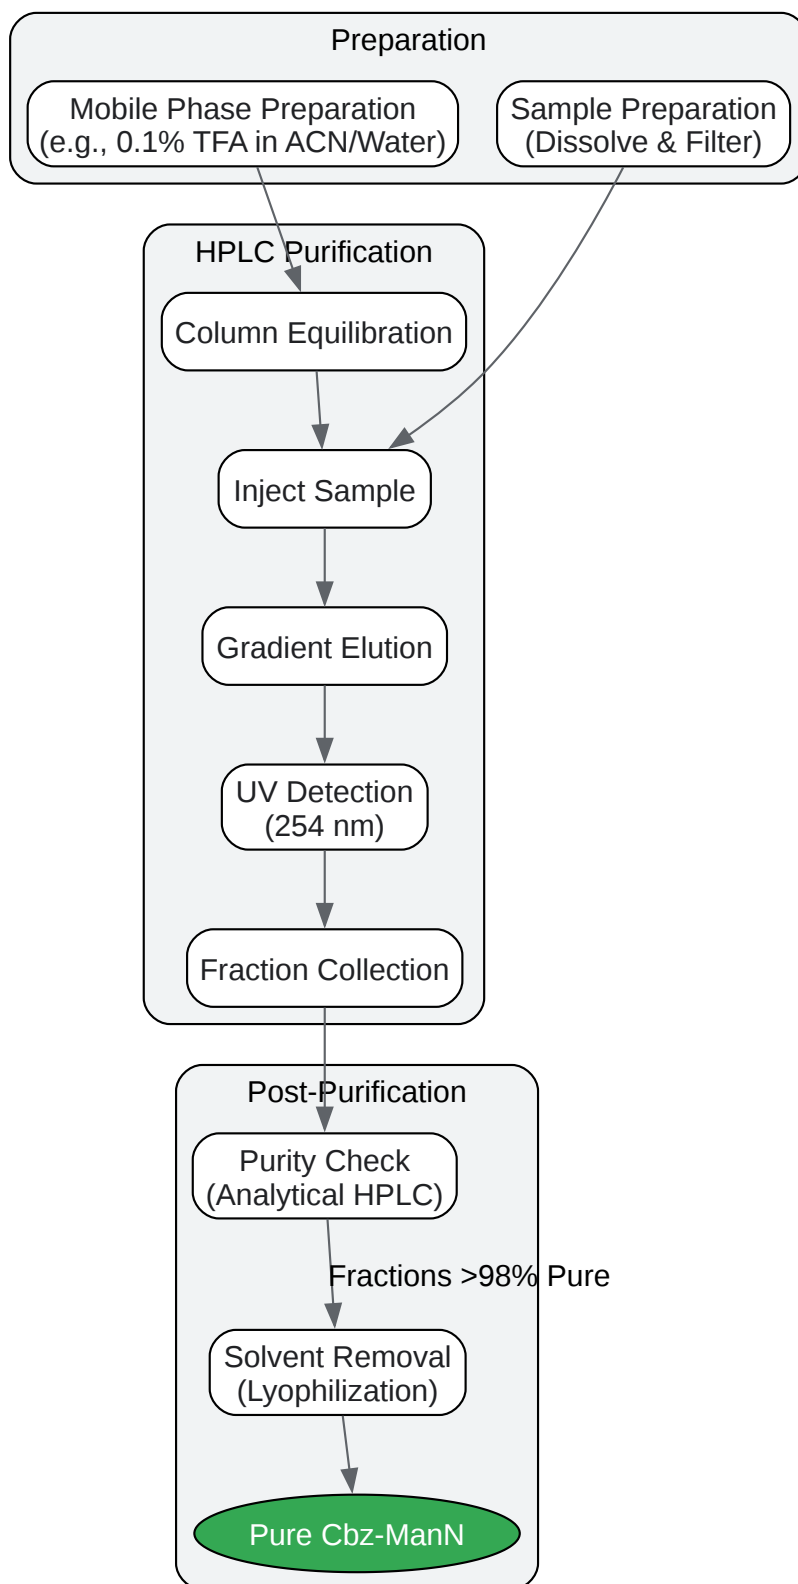 Preparation
Mobile Phase Preparation
(e.g., 0.1% TFA in ACN/Water)
Sample Preparation
(Dissolve & Filter)
HPLC Purification
Column Equilibration
Inject Sample
Gradient Elution
UV Detection
(254 nm)
Fraction Collection
Post-Purification
Purity Check
(Analytical HPLC)
Fractions >98% Pure
Solvent Removal
(Lyophilization)
Pure Cbz-ManN